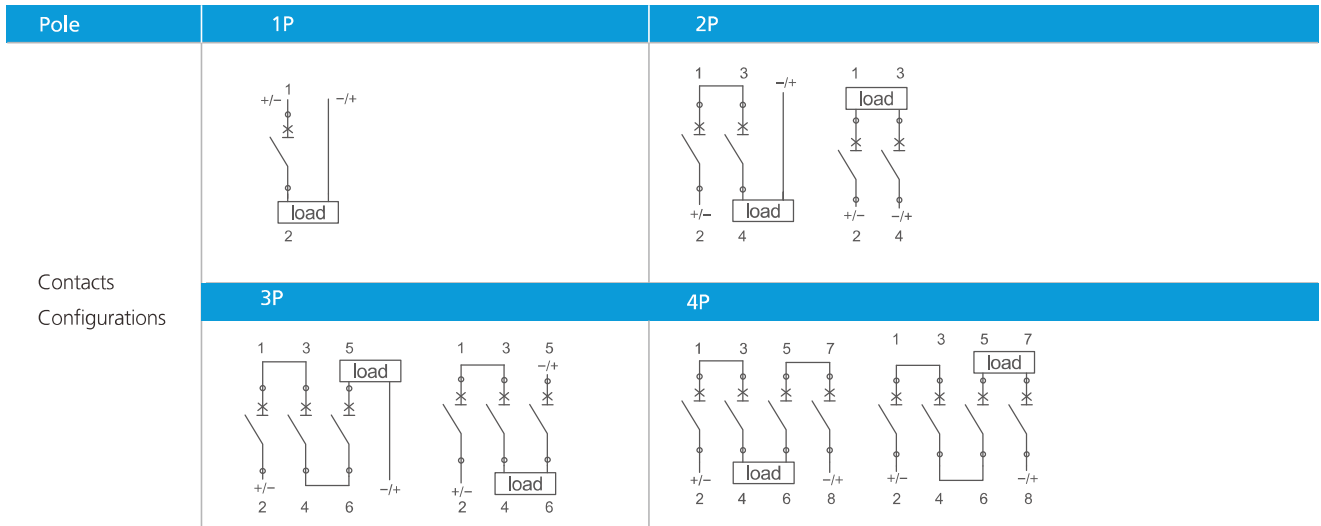 Pole 1P 2P
1
+/– –/+
load
2
1 3 –/+
+/– load
2 4
1 3
load
+/– –/+
2 4
Contacts
Configurations
3P 4P
1 3 5
load
+/– –/+
2 4 6
1 3 5
–/+
+/– load
2 4 6
1 3 5 7
+/– load –/+
2 4 6 8
1 3 5 7
load
+/– –/+
2 4 6 8